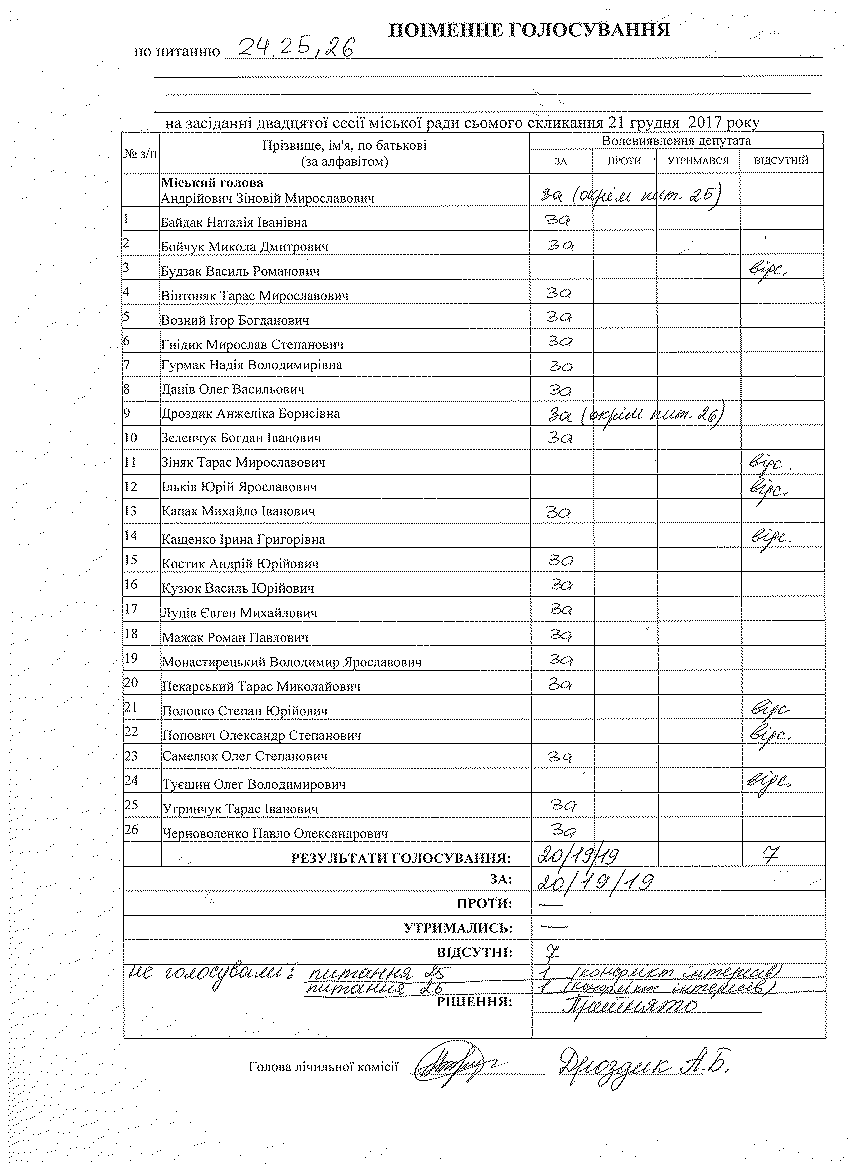 ПОІМЕННЕ ГОЛОСУВАННЯ
по питанню 24,25,26
на засіданні двадцятої сесії міської ради сьомого скликання 21 грудня 2017 року
№ з/п Прізвище, ім'я, по батькові (за алфавітом) Волевиявлення депутата
ЗА ПРОТИ УТРИМАВСЯ ВІДСУТНІЙ
Міський голова
Андрійович Зіновій Мирославович за (окрім пит. 25)
1 Байдак Наталія Іванівна за
2 Бойчук Микола Дмитрович за
3 Будзак Василь Романович відс.
4 Вінтоняк Тарас Мирославович за
5 Возний Ігор Богданович за
6 Гнідик Мирослав Степанович за
7 Гурмак Надія Володимирівна за
8 Данів Олег Васильович за
9 Дроздик Анжеліка Борисівна за (окрім пит. 26)
10 Зеленчук Богдан Іванович за
11 Зіняк Тарас Мирославович відс.
12 Ільків Юрій Ярославович відс.
13 Капак Михайло Іванович за
14 Кащенко Ірина Григорівна відс.
15 Костик Андрій Юрійович за
16 Кузюк Василь Юрійович за
17 Луців Євген Михайлович за
18 Мажак Роман Павлович за
19 Монастирецький Володимир Ярославович за
20 Пекарський Тарас Миколайович за
21 Поповко Степан Юрійович відс
22 Попович Олександр Степанович відс.
23 Самелюк Олег Степанович за
24 Туєшин Олег Володимирович відс.
25 Угринчук Тарас Іванович за
26 Черноволенко Павло Олександрович за
РЕЗУЛЬТАТИ ГОЛОСУВАННЯ: 20/19/19 7
ЗА: 20/19/19
ПРОТИ: —
УТРИМАЛИСЬ: —
ВІДСУТНІ: 7
не голосували: питання 25 1 (конфлікт інтересів)
питання 26 1 (конфлікт інтересів)
РІШЕННЯ: Прийнято
Голова лічильної комісії Дроздик А.Б.